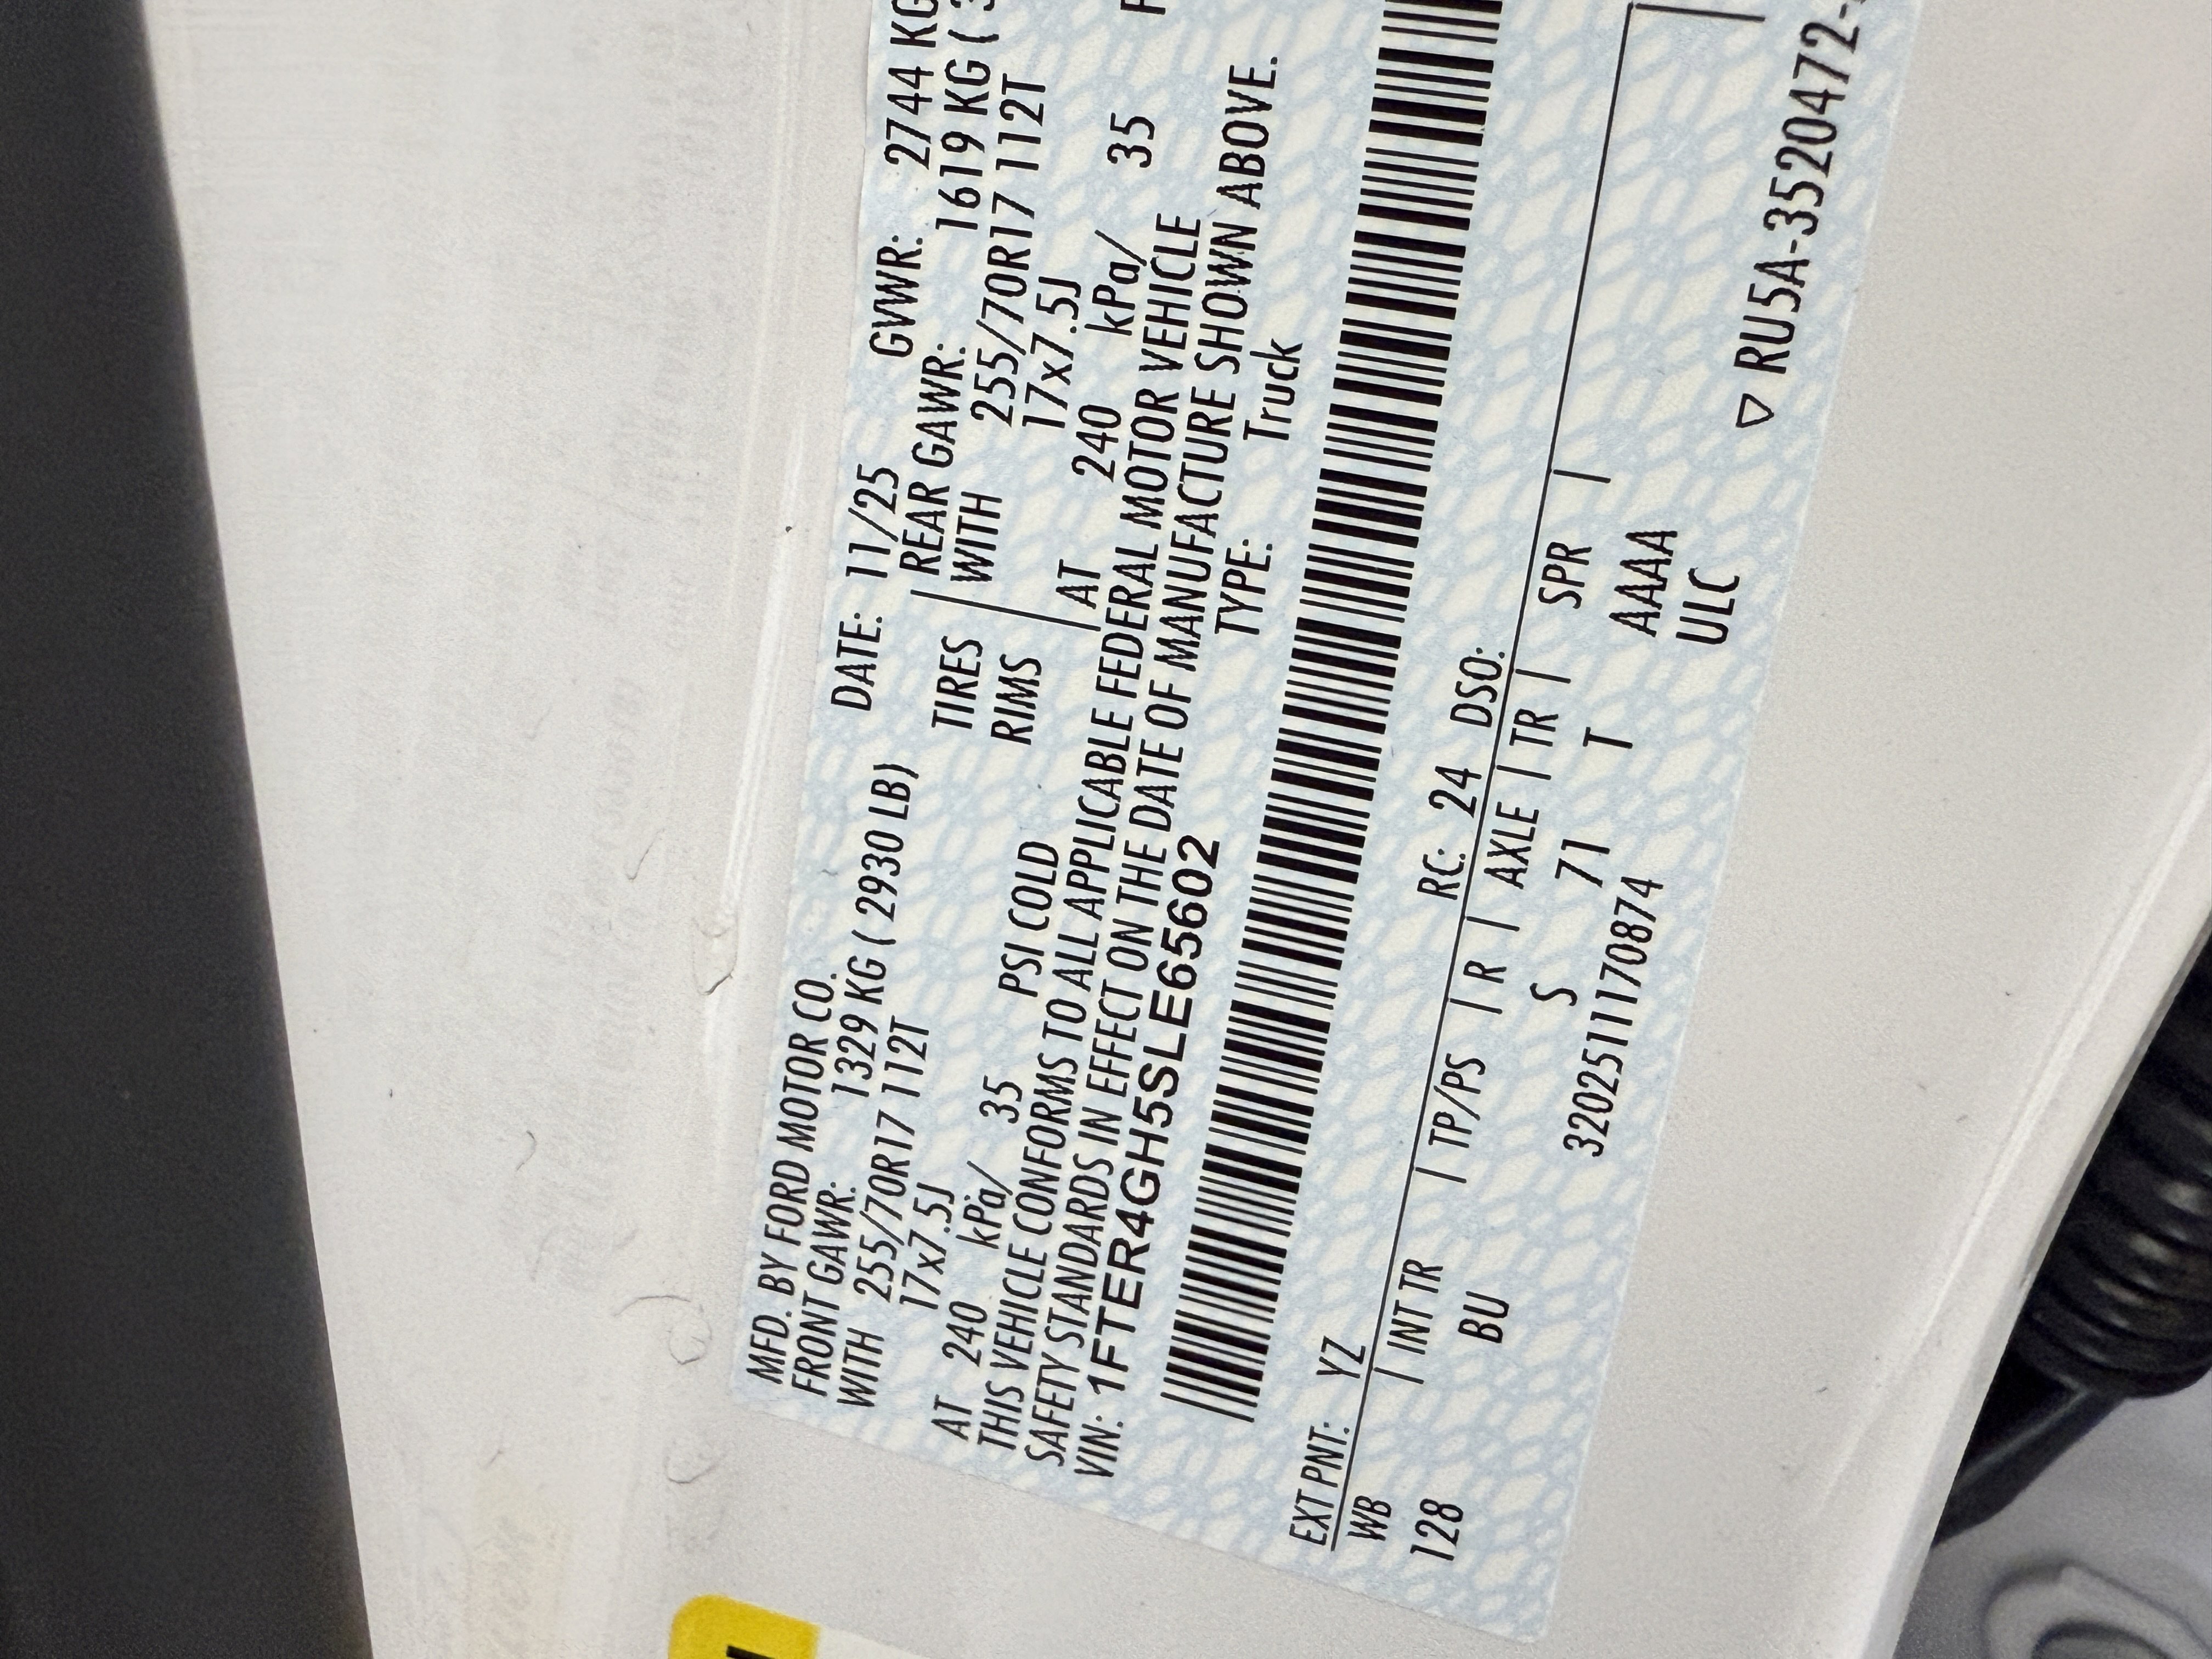 MFD. BY FORD MOTOR CO. DATE: 11/25 GVWR: 2744 KG
FRONT GAWR: 1329 KG ( 2930 LB) REAR GAWR: 1619 KG (
WITH 255/70R17 112T TIRES WITH 255/70R17 112T
17x7.5J RIMS 17x7.5J
AT 240 kPa/ 35 PSI COLD AT 240 kPa/ 35
THIS VEHICLE CONFORMS TO ALL APPLICABLE FEDERAL MOTOR VEHICLE
SAFETY STANDARDS IN EFFECT ON THE DATE OF MANUFACTURE SHOWN ABOVE.
VIN: 1FTER4GH5SLE65602 TYPE: Truck
EXT PNT: YZ RC: 24 DSO:
WB | INT TR | TP/PS | R | AXLE | TR | SPR |
128 BU S 71 T AAAA
320251117​0874 ULC
▽ RU5A-3520472-